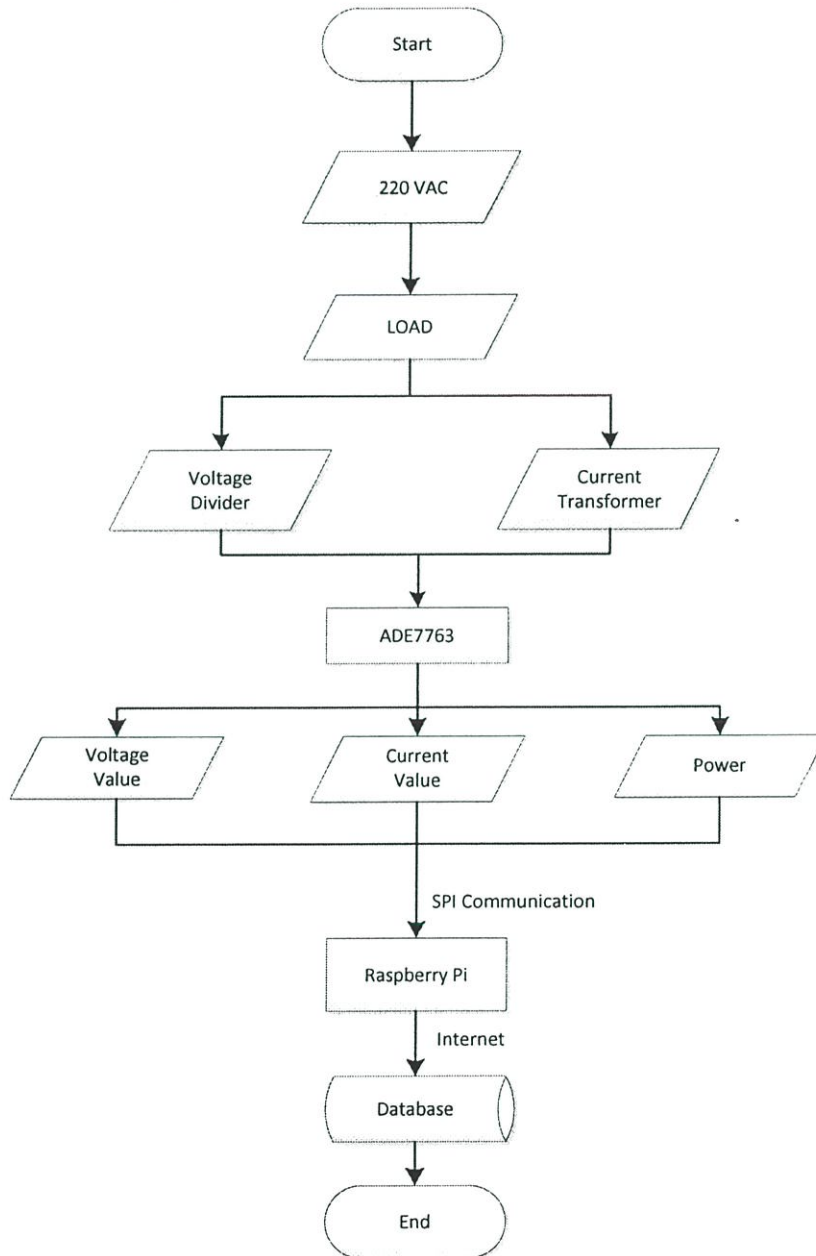 Start
220 VAC
LOAD
Voltage
Divider
Current
Transformer
ADE7763
Voltage
Value
Current
Value
Power
SPI Communication
Raspberry Pi
Internet
Database
End